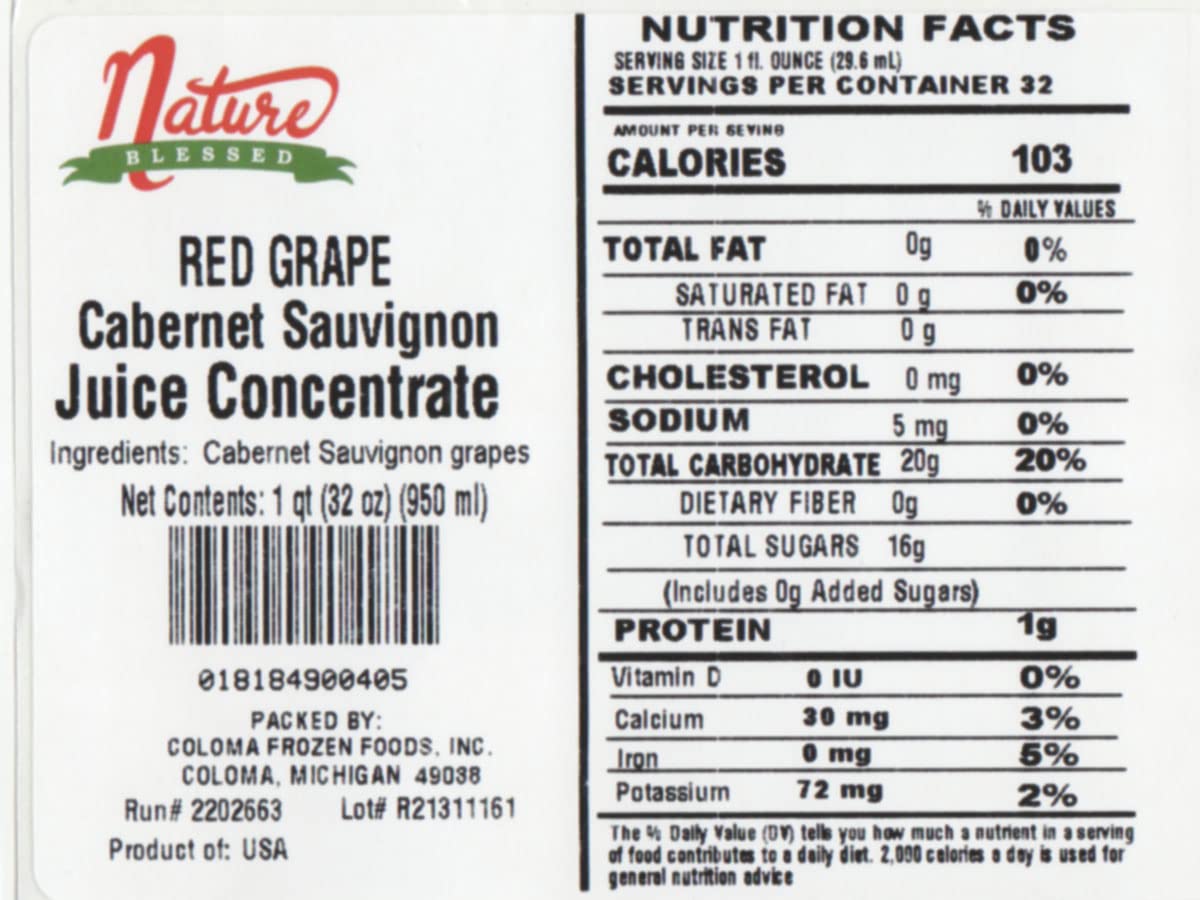 Nature
BLESSED
RED GRAPE
Cabernet Sauvignon
Juice Concentrate
Ingredients: Cabernet Sauvignon grapes
Net Contents: 1 qt (32 oz) (950 ml)
018184900405
PACKED BY:
COLOMA FROZEN FOODS, INC.
COLOMA, MICHIGAN 49038
Run# 2202663 Lot# R21311161
Product of: USA
NUTRITION FACTS
SERVING SIZE 1 fl. OUNCE (29.6 mL)
SERVINGS PER CONTAINER 32
AMOUNT PER SEVING
CALORIES 103
% DAILY VALUES
TOTAL FAT 0g 0%
SATURATED FAT 0 g 0%
TRANS FAT 0 g
CHOLESTEROL 0 mg 0%
SODIUM 5 mg 0%
TOTAL CARBOHYDRATE 20g 20%
DIETARY FIBER 0g 0%
TOTAL SUGARS 16g
(Includes 0g Added Sugars)
PROTEIN 1g
Vitamin D 0 IU 0%
Calcium 30 mg 3%
Iron 0 mg 5%
Potassium 72 mg 2%
The % Daily Value (DV) tells you how much a nutrient in a serving
of food contributes to a daily diet. 2,000 calories a day is used for
general nutrition advice